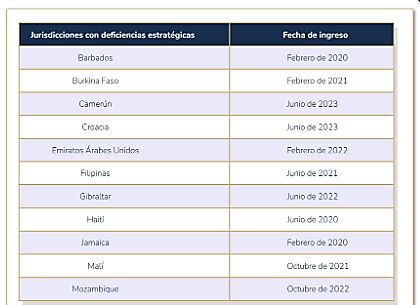 Jurisdicciones con deficiencias estratégicas Fecha de ingreso
Barbados Febrero de 2020
Burkina Faso Febrero de 2021
Camerún Junio de 2023
Croacia Junio de 2023
Emiratos Árabes Unidos Febrero de 2022
Filipinas Junio de 2021
Gibraltar Junio de 2022
Haití Junio de 2020
Jamaica Febrero de 2020
Malí Octubre de 2021
Mozambique Octubre de 2022